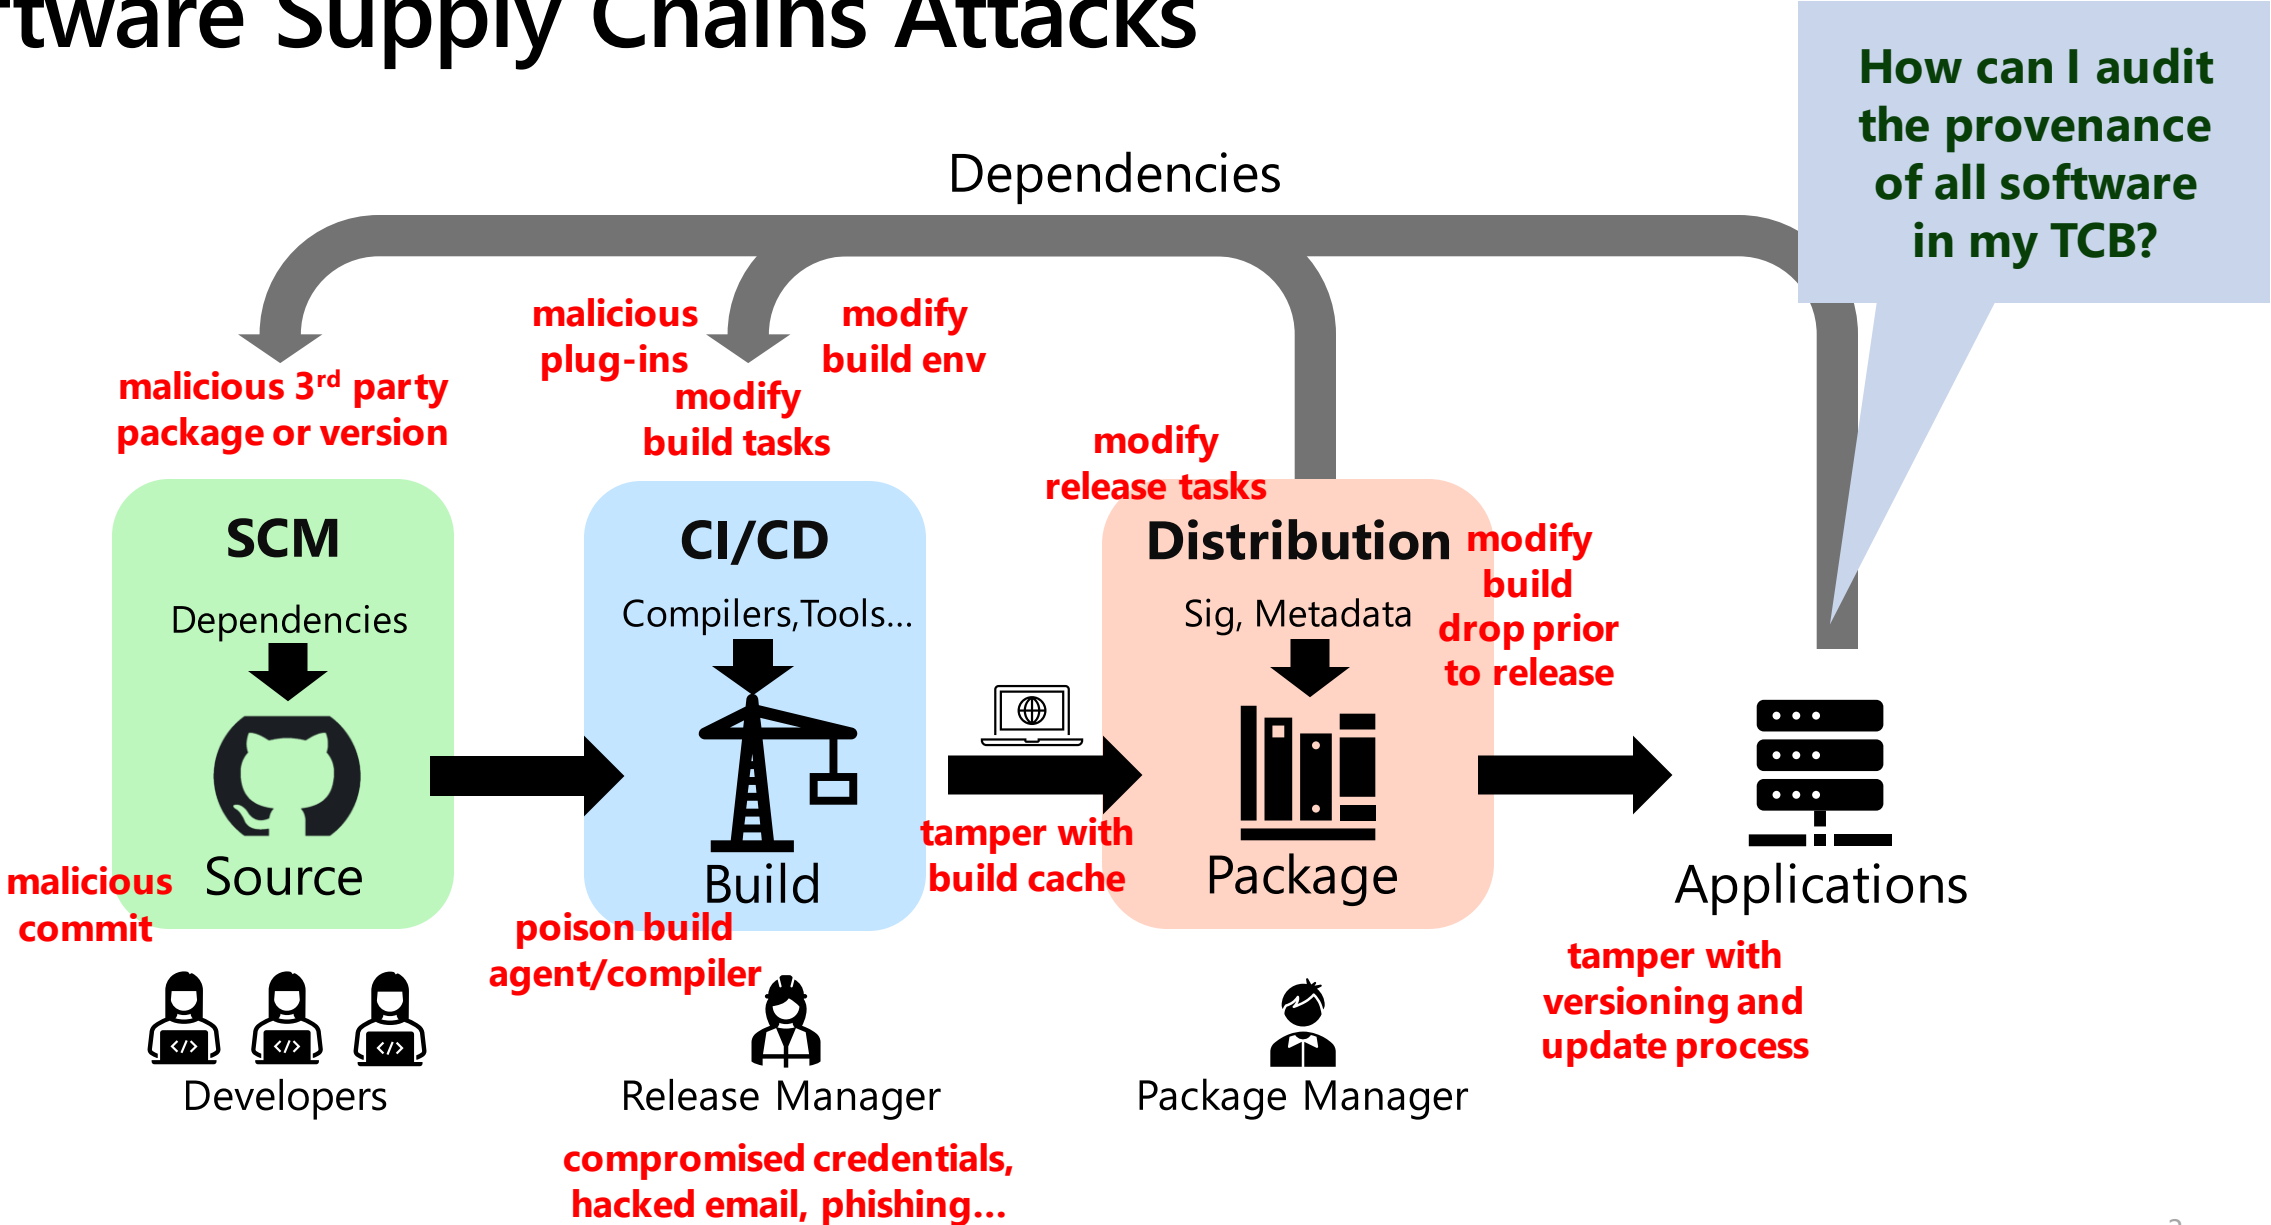 tware Supply Chains Attacks
How can I audit
the provenance
of all software
in my TCB?
Dependencies
malicious
plug-ins
modify
build env
malicious 3rd party
package or version
modify
build tasks
modify
release tasks
SCM
Dependencies
Source
CI/CD
Compilers,Tools...
Build
Distribution
Sig, Metadata
Package
modify
build
drop prior
to release
Applications
malicious
commit
poison build
agent/compiler
tamper with
build cache
tamper with
versioning and
update process
</>
</>
</>
Developers
Release Manager
Package Manager
compromised credentials,
hacked email, phishing...